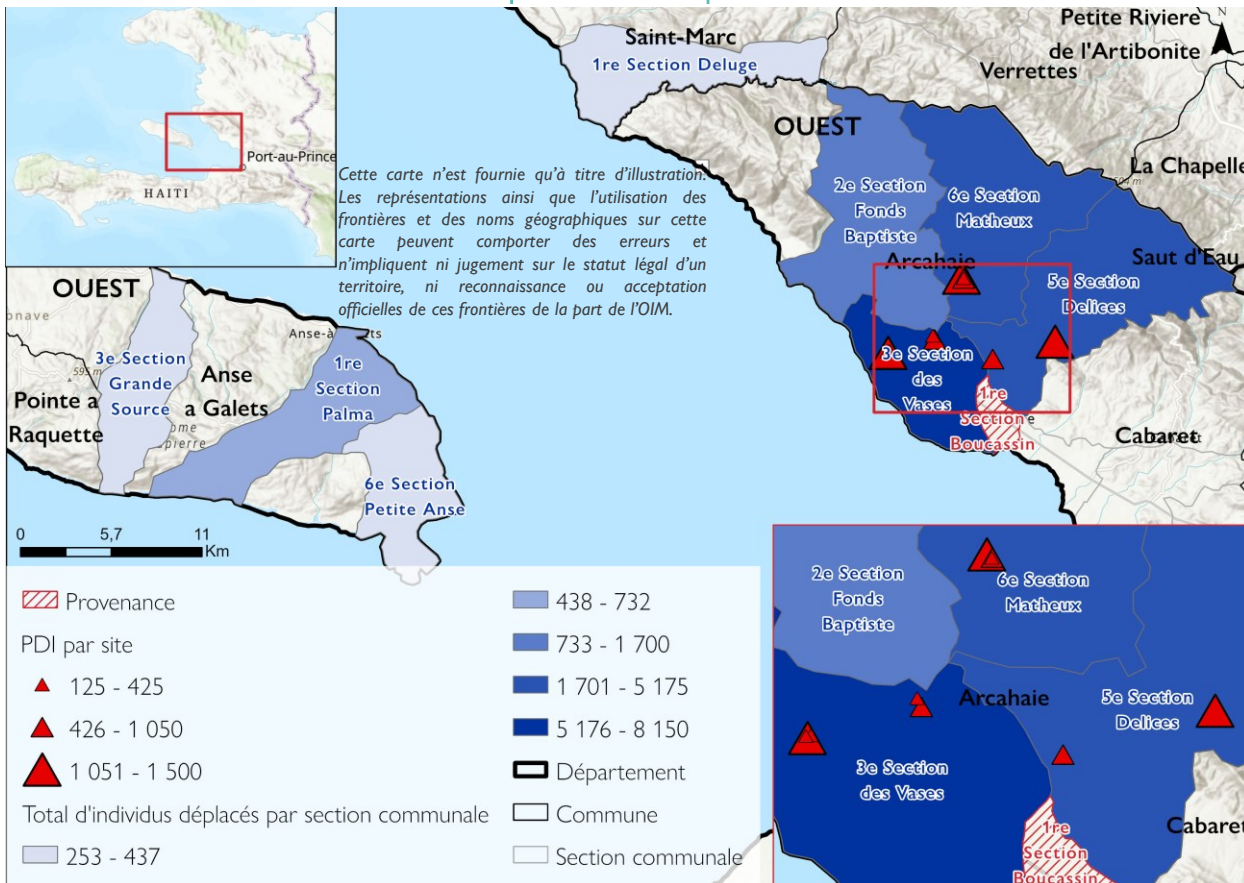 Port-au-Prince
HAITI
Saint-Marc
1re Section Deluge
Petite Riviere
de l'Artibonite
Verrettes
N
OUEST
La Chapelle
Cette carte n'est fournie qu'à titre d'illustration.
Les représentations ainsi que l'utilisation des
frontières et des noms géographiques sur cette
carte peuvent comporter des erreurs et
n'impliquent ni jugement sur le statut légal d'un
territoire, ni reconnaissance ou acceptation
officielles de ces frontières de la part de l'OIM.
2e Section
Fonds
Baptiste
6e Section
Matheux
Arcahaie
Saut d'Eau
5e Section
Delices
3e Section
des
Vases
1re
Section
Boucassin
Cabaret
OUEST
3e Section
Grande
Source
595 m
Anse
a Galets
Pointe a
Raquette
1re
Section
Palma
6e Section
Petite Anse
0 5,7 11
Km
Provenance
PDI par site
125 - 425
426 - 1 050
1 051 - 1 500
Total d'individus déplacés par section communale
253 - 437
438 - 732
733 - 1 700
1 701 - 5 175
5 176 - 8 150
Département
Commune
Section communale
2e Section
Fonds
Baptiste
6e Section
Matheux
Arcahaie
5e Section
Delices
3e Section
des Vases
1re
Section
Boucassin
Cabaret